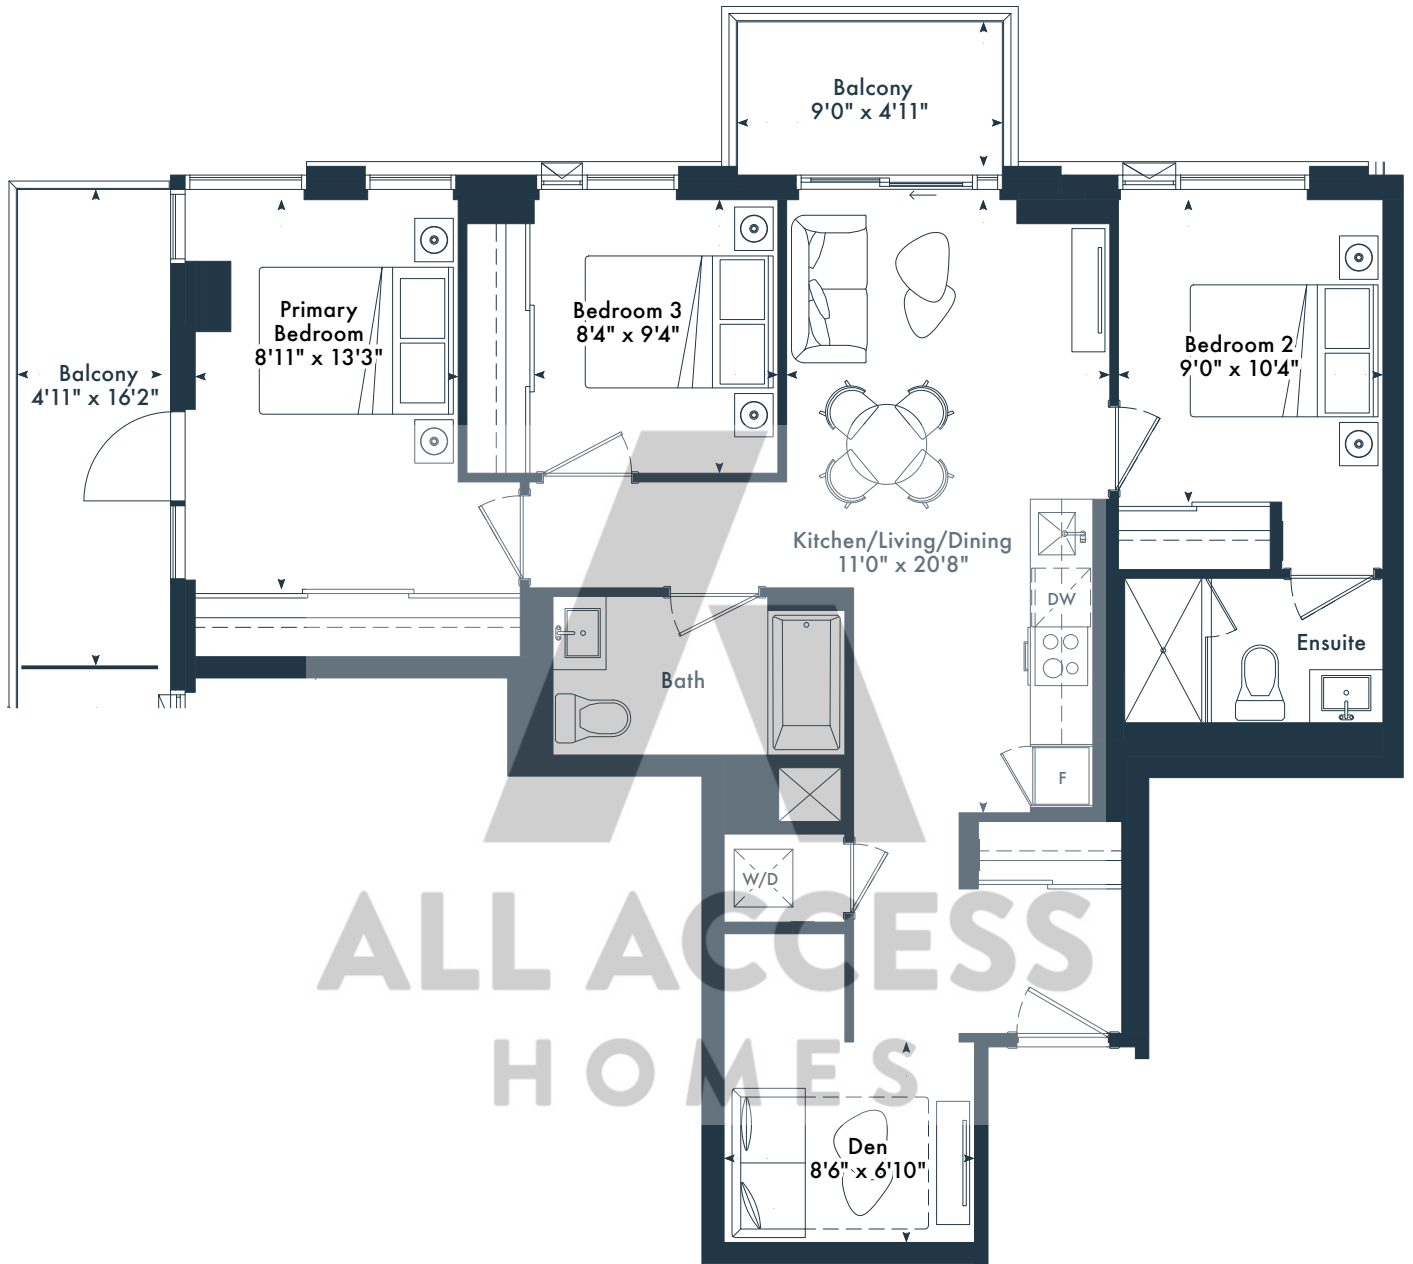 Balcony
9'0" x 4'11"
Primary
Bedroom
8'11" x 13'3"
Bedroom 3
8'4" x 9'4"
Bedroom 2
9'0" x 10'4"
Balcony
4'11" x 16'2"
Kitchen/Living/Dining
11'0" x 20'8"
DW
Ensuite
Bath
F
W/D
ALL ACCESS
HOMES
Den
8'6" x 6'10"